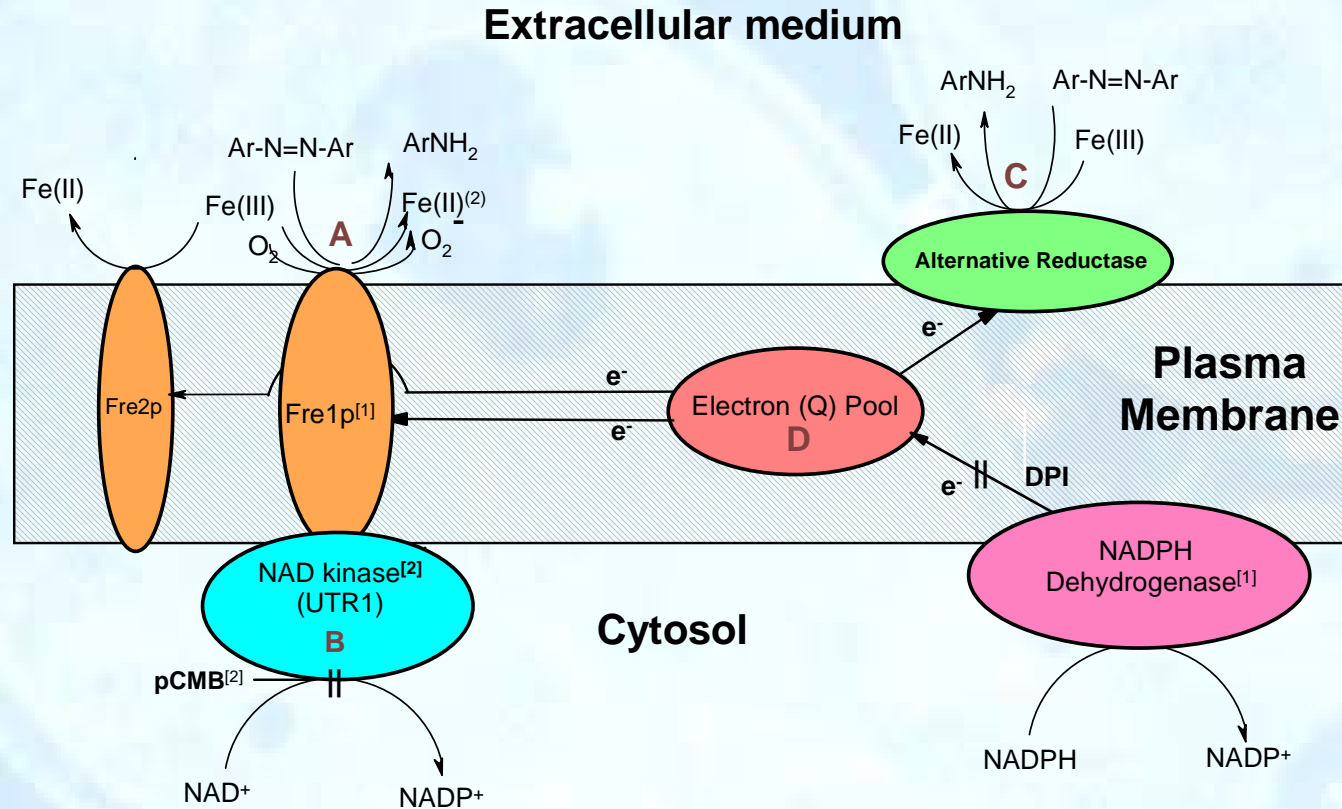 Extracellular medium
ArNH2
Ar-N=N-Ar
Fe(II)
Fe(III)
C
Alternative Reductase
Ar-N=N-Ar
ArNH2
Fe(II)
Fe(III)
A
Fe(II)(2)
O2
O2-
e-
Plasma
Membrane
Fre2p
Fre1p[1]
e-
e-
Electron (Q) Pool
D
e-
DPI
NADPH
Dehydrogenase[1]
NAD kinase[2]
(UTR1)
B
Cytosol
pCMB[2]
NAD+
NADP+
NADPH
NADP+